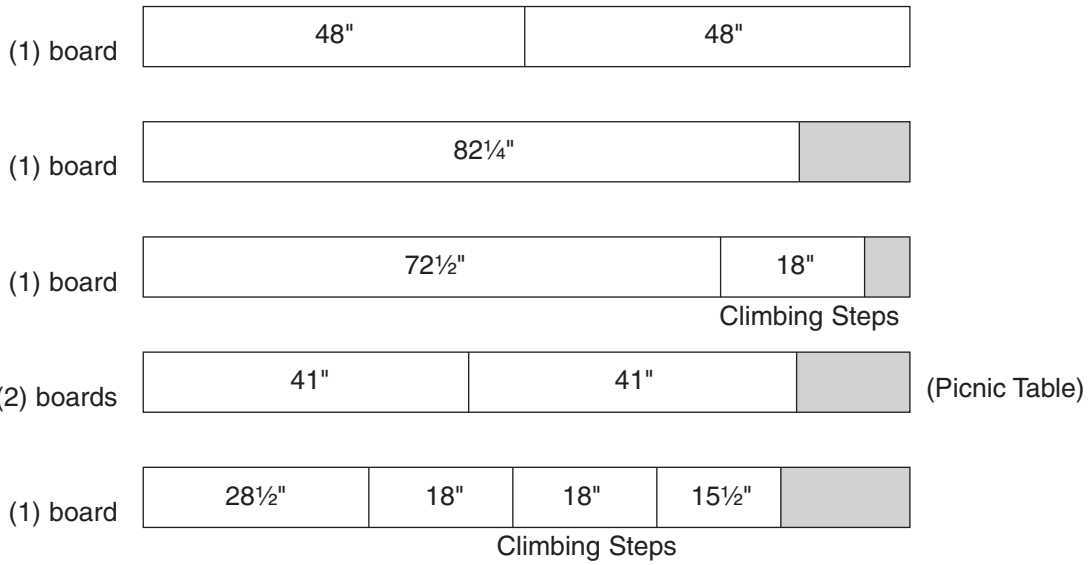 (1) board 48" 48"
(1) board 82¼"
(1) board 72½" 18"
Climbing Steps
(2) boards 41" 41" (Picnic Table)
(1) board 28½" 18" 18" 15½"
Climbing Steps